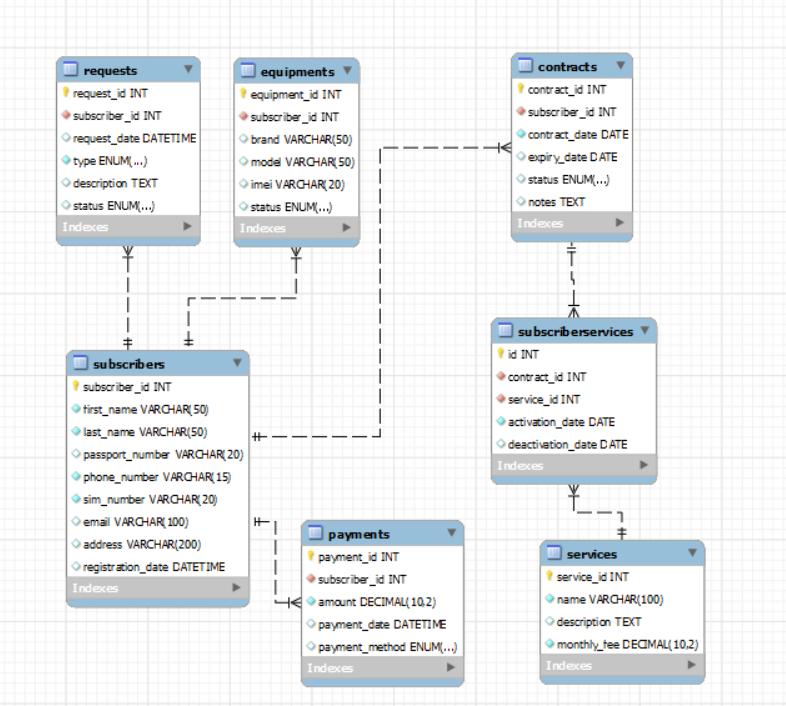 requests
request_id INT
subscriber_id INT
request_date DATETIME
type ENUM(...)
description TEXT
status ENUM(...)
Indexes
equipments
equipment_id INT
subscriber_id INT
brand VARCHAR(50)
model VARCHAR(50)
imei VARCHAR(20)
status ENUM(...)
Indexes
contracts
contract_id INT
subscriber_id INT
contract_date DATE
expiry_date DATE
status ENUM(...)
notes TEXT
Indexes
subscribers
subscriber_id INT
first_name VARCHAR(50)
last_name VARCHAR(50)
passport_number VARCHAR(20)
phone_number VARCHAR(15)
sim_number VARCHAR(20)
email VARCHAR(100)
address VARCHAR(200)
registration_date DATETIME
Indexes
subscriberservices
id INT
contract_id INT
service_id INT
activation_date DATE
deactivation_date DATE
Indexes
payments
payment_id INT
subscriber_id INT
amount DECIMAL(10,2)
payment_date DATETIME
payment_method ENUM(...)
Indexes
services
service_id INT
name VARCHAR(100)
description TEXT
monthly_fee DECIMAL(10,2)
Indexes